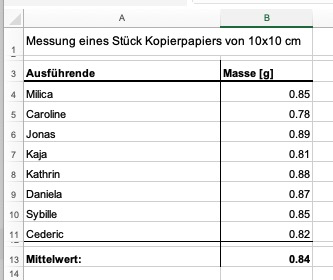 A B
1 Messung eines Stück Kopierpapiers von 10x10 cm
3 Ausführende Masse [g]
4 Milica 0.85
5 Caroline 0.78
6 Jonas 0.89
7 Kaja 0.81
8 Kathrin 0.88
9 Daniela 0.87
10 Sybille 0.85
11 Cederic 0.82
13 Mittelwert: 0.84
14